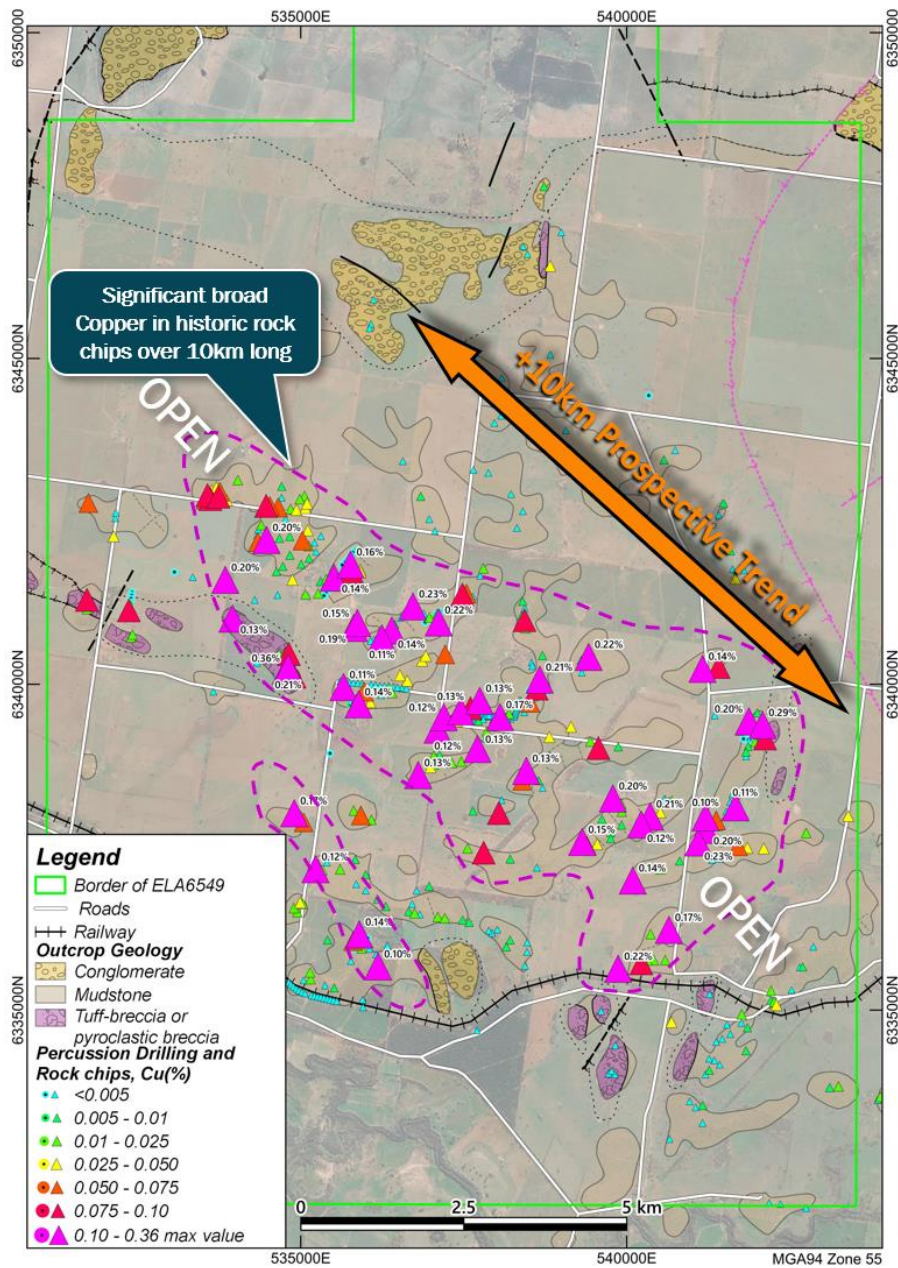 535000E
540000E
6350000N
6350000
Significant broad
Copper in historic rock
chips over 10km long
6345000N
6345000
+10km Prospective Trend
OPEN
0.20%
0.16%
0.20%
0.14%
0.23%
0.15%
0.22%
0.13%
0.19%
0.14%
0.11%
0.36%
0.22%
0.14%
0.21%
0.21%
6340000N
6340000
0.11%
0.14%
0.13%
0.13%
0.12%
0.17%
0.20%
0.29%
0.12%
0.13%
0.13%
0.13%
0.20%
0.21%
0.10%
0.11%
0.17%
0.15%
0.12%
0.20%
0.23%
0.12%
0.14%
OPEN
0.14%
0.17%
0.10%
0.22%
6335000N
6335000
Legend
Border of ELA6549
Roads
Railway
Outcrop Geology
Conglomerate
Mudstone
Tuff-breccia or
pyroclastic breccia
Percussion Drilling and
Rock chips, Cu(%)
<0.005
0.005 - 0.01
0.01 - 0.025
0.025 - 0.050
0.050 - 0.075
0.075 - 0.10
0.10 - 0.36 max value
0 2.5 5 km
535000E
540000E
MGA94 Zone 55